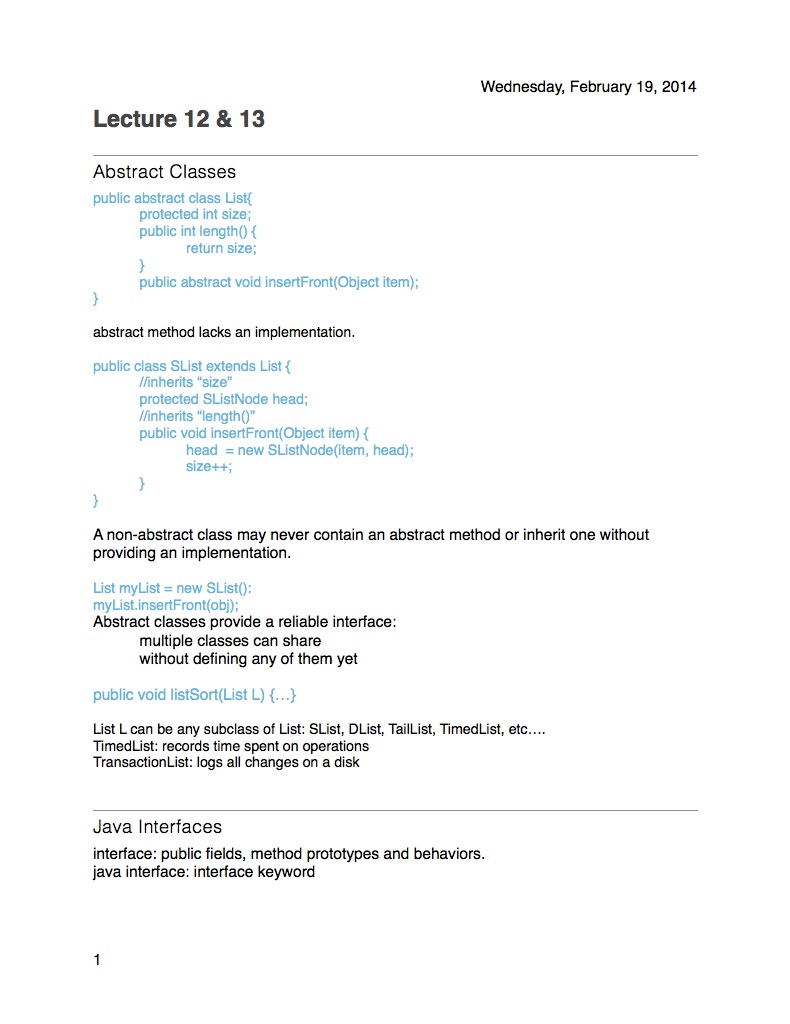 Wednesday, February 19, 2014
Lecture 12 & 13
Abstract Classes
public abstract class List{
protected int size;
public int length() {
return size;
}
public abstract void insertFront(Object item);
}
abstract method lacks an implementation.
public class SList extends List {
//inherits “size”
protected SListNode head;
//inherits “length()”
public void insertFront(Object item) {
head  = new SListNode(item, head);
size++;
}
}
A non-abstract class may never contain an abstract method or inherit one without
providing an implementation.
List myList = new SList():
myList.insertFront(obj);
Abstract classes provide a reliable interface:
multiple classes can share
without defining any of them yet
public void listSort(List L) {…}
List L can be any subclass of List: SList, DList, TailList, TimedList, etc….
TimedList: records time spent on operations
TransactionList: logs all changes on a disk
Java Interfaces
interface: public fields, method prototypes and behaviors.
java interface: interface keyword
1